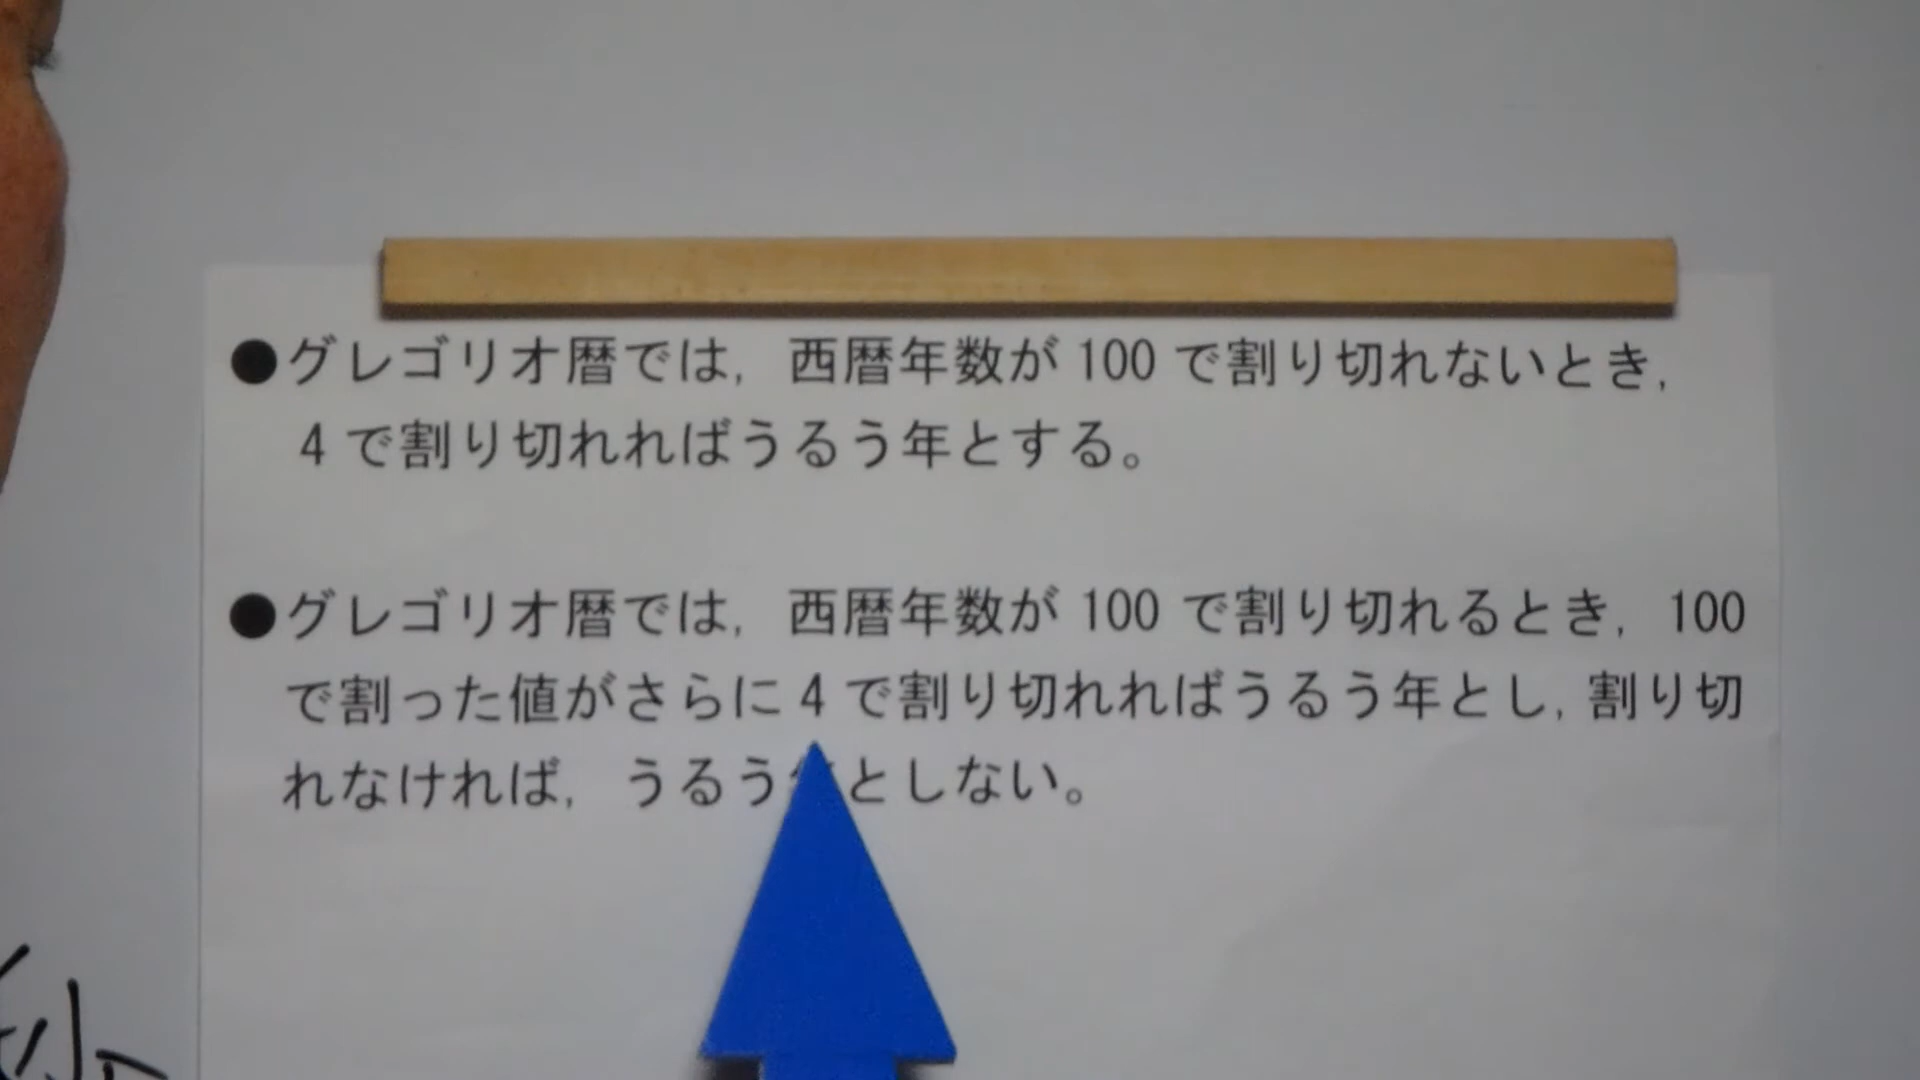 ●グレゴリオ暦では，西暦年数が 100 で割り切れないとき，
4 で割り切れればうるう年とする。
●グレゴリオ暦では，西暦年数が 100 で割り切れるとき，100
で割った値がさらに 4 で割り切れればうるう年とし，割り切
れなければ，うるう年としない。